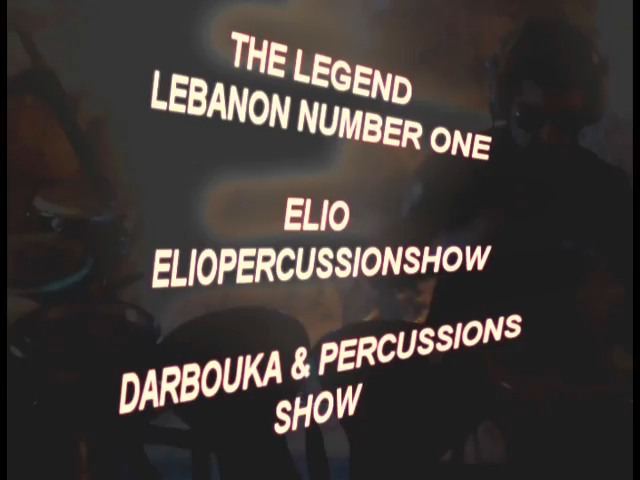 THE LEGEND
LEBANON NUMBER ONE
ELIO
ELIOPERCUSSIONSHOW
DARBOUKA & PERCUSSIONS
SHOW